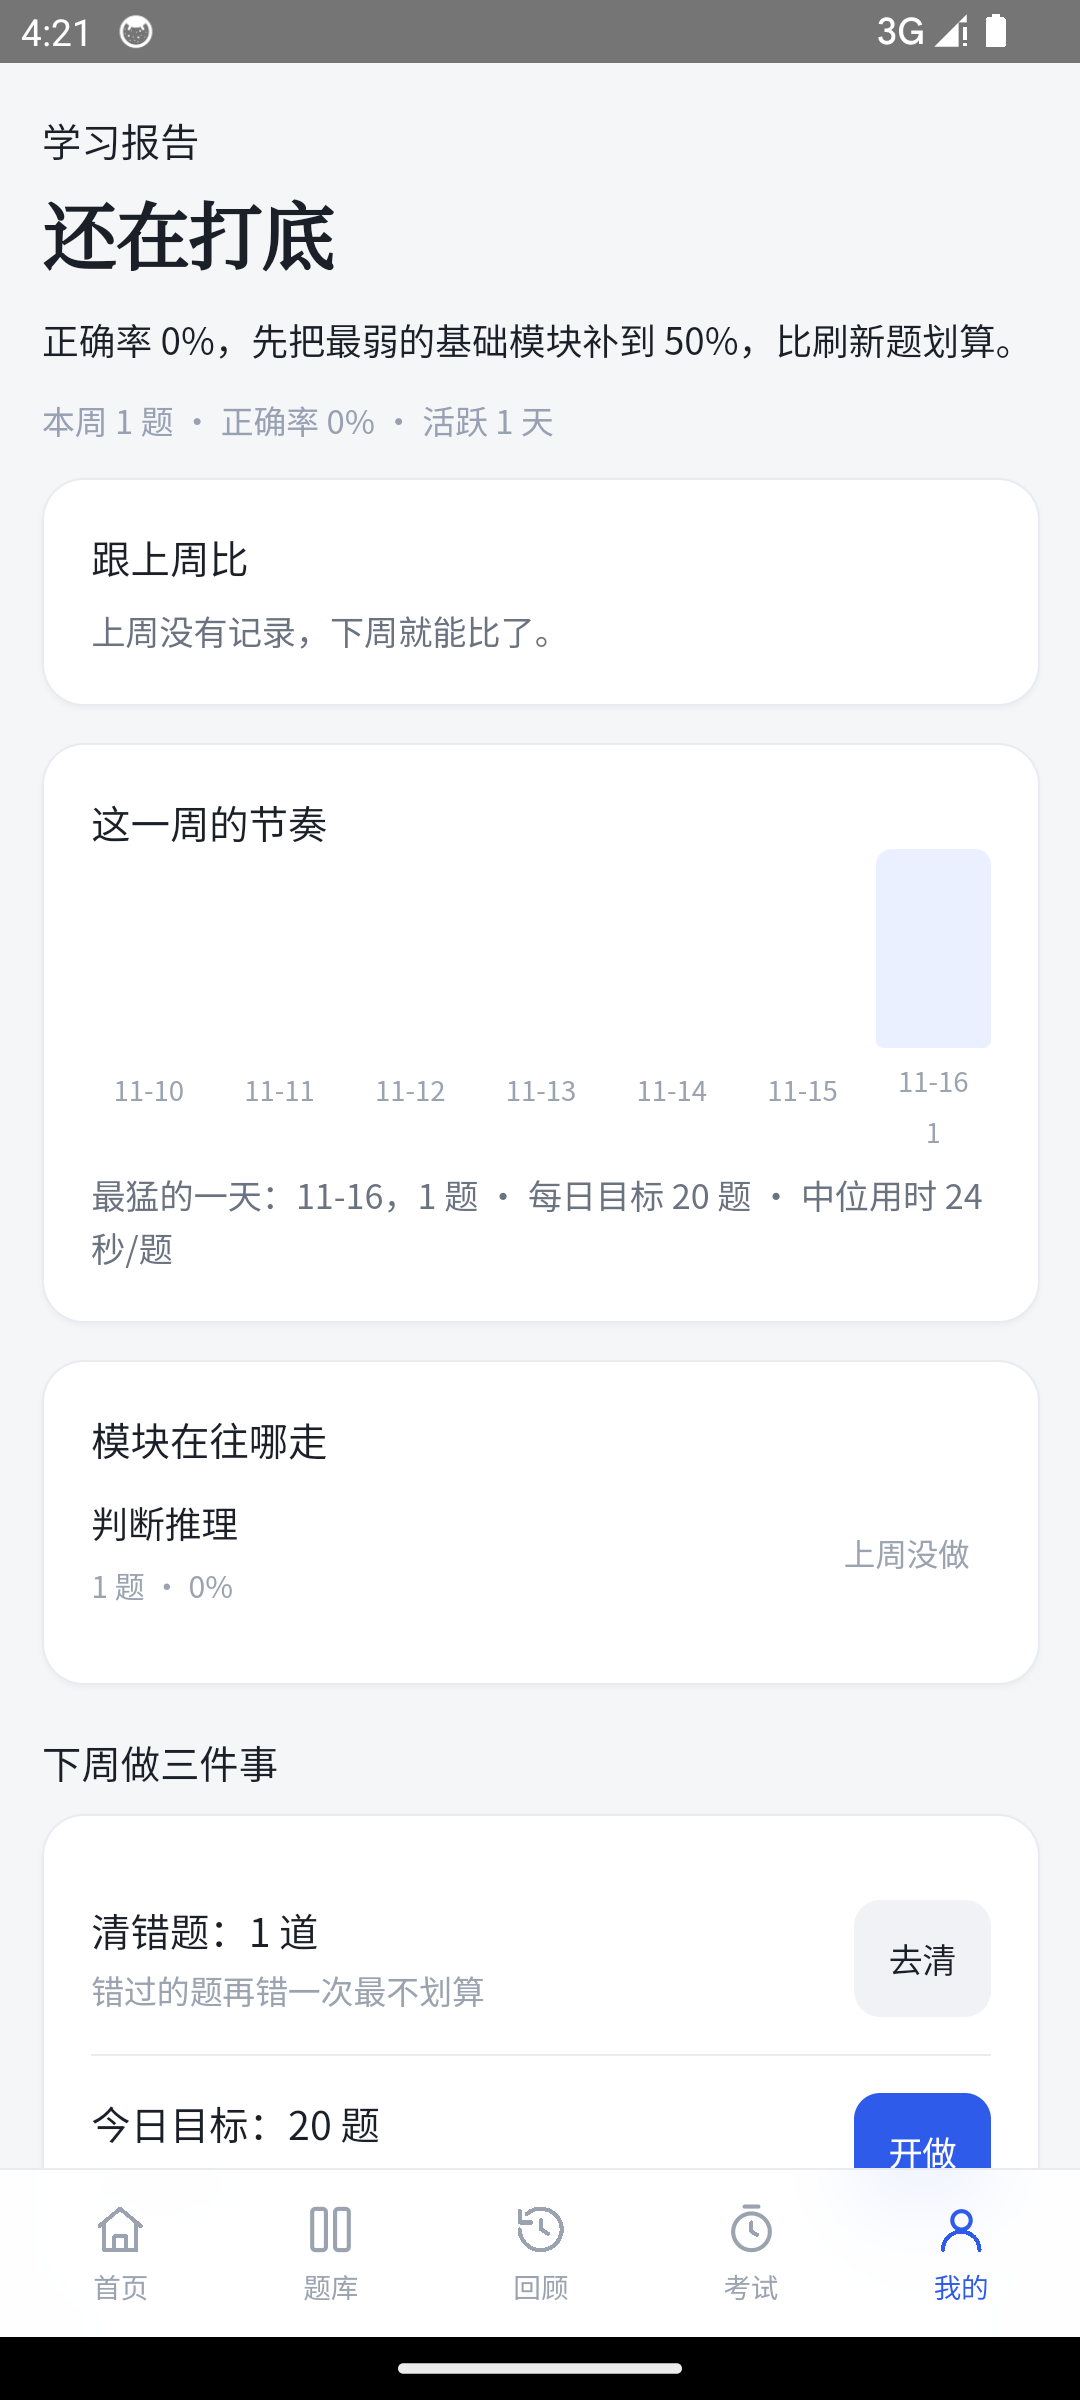 4:21
3G
学习报告
还在打底
正确率 0%，先把最弱的基础模块补到 50%，比刷新题划算。
本周 1 题 · 正确率 0% · 活跃 1 天
跟上周比
上周没有记录，下周就能比了。
这一周的节奏
11-10 11-11 11-12 11-13 11-14 11-15 11-16
1
最猛的一天：11-16，1 题 · 每日目标 20 题 · 中位用时 24
秒/题
模块在往哪走
判断推理
上周没做
1 题 · 0%
下周做三件事
清错题：1 道
错过的题再错一次最不划算
去清
今日目标：20 题
开做
首页 题库 回顾 考试 我的